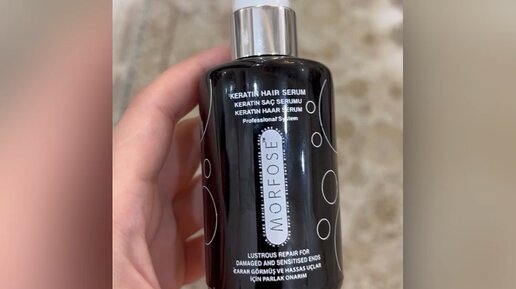 KERATIN HAIR SERUM
KERATIN SAÇ SERUMU
KERATIN HAAR SERUM
Professional System
MORFOSE
LUSTROUS REPAIR FOR
DAMAGED AND SENSITISED ENDS
ZARAR GÖRMÜŞ VE HASSAS UÇLAR
İÇİN PARLAK ONARIM